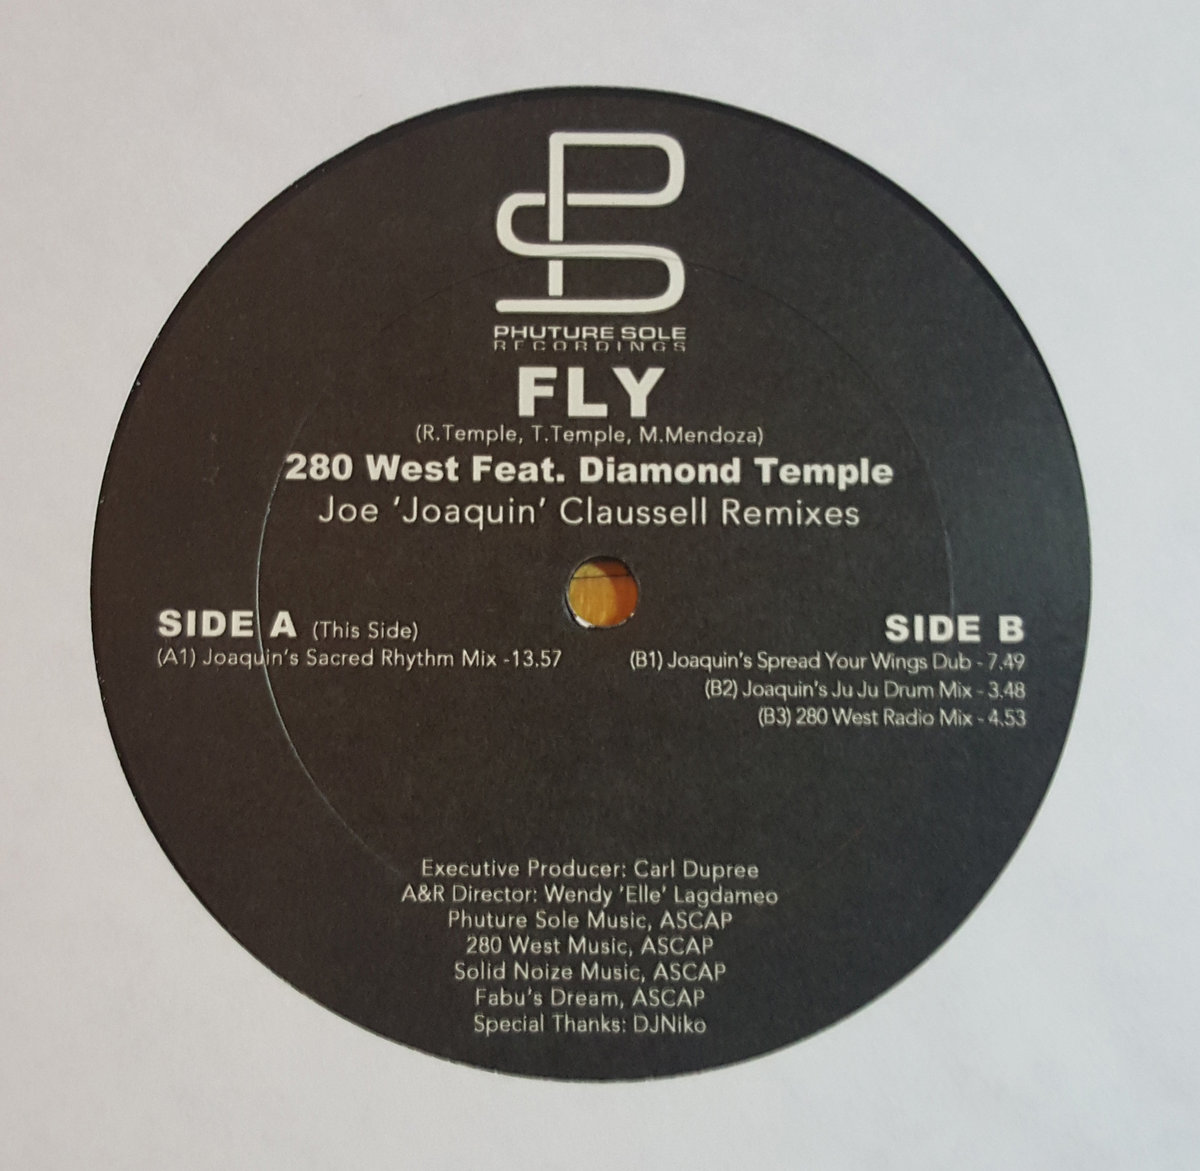 PS
PHUTURE SOLE
RECORDINGS
FLY
(R.Temple, T.Temple, M.Mendoza)
280 West Feat. Diamond Temple
Joe 'Joaquin' Claussell Remixes
SIDE A (This Side)
(A1) Joaquin's Sacred Rhythm Mix -13.57
SIDE B
(B1) Joaquin's Spread Your Wings Dub - 7.49
(B2) Joaquin's Ju Ju Drum Mix - 3.48
(B3) 280 West Radio Mix - 4.53
Executive Producer: Carl Dupree
A&R Director: Wendy 'Elle' Lagdameo
Phuture Sole Music, ASCAP
280 West Music, ASCAP
Solid Noize Music, ASCAP
Fabu's Dream, ASCAP
Special Thanks: DJNiko